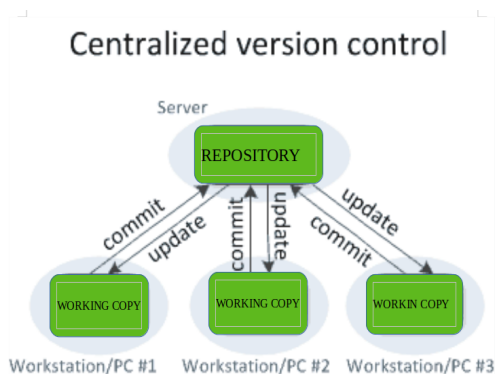 Centralized version control
Server
REPOSITORY
commit
update
commit
update
commit
update
WORKING COPY
WORKING COPY
WORKIN COPY
Workstation/PC #1
Workstation/PC #2
Workstation/PC #3